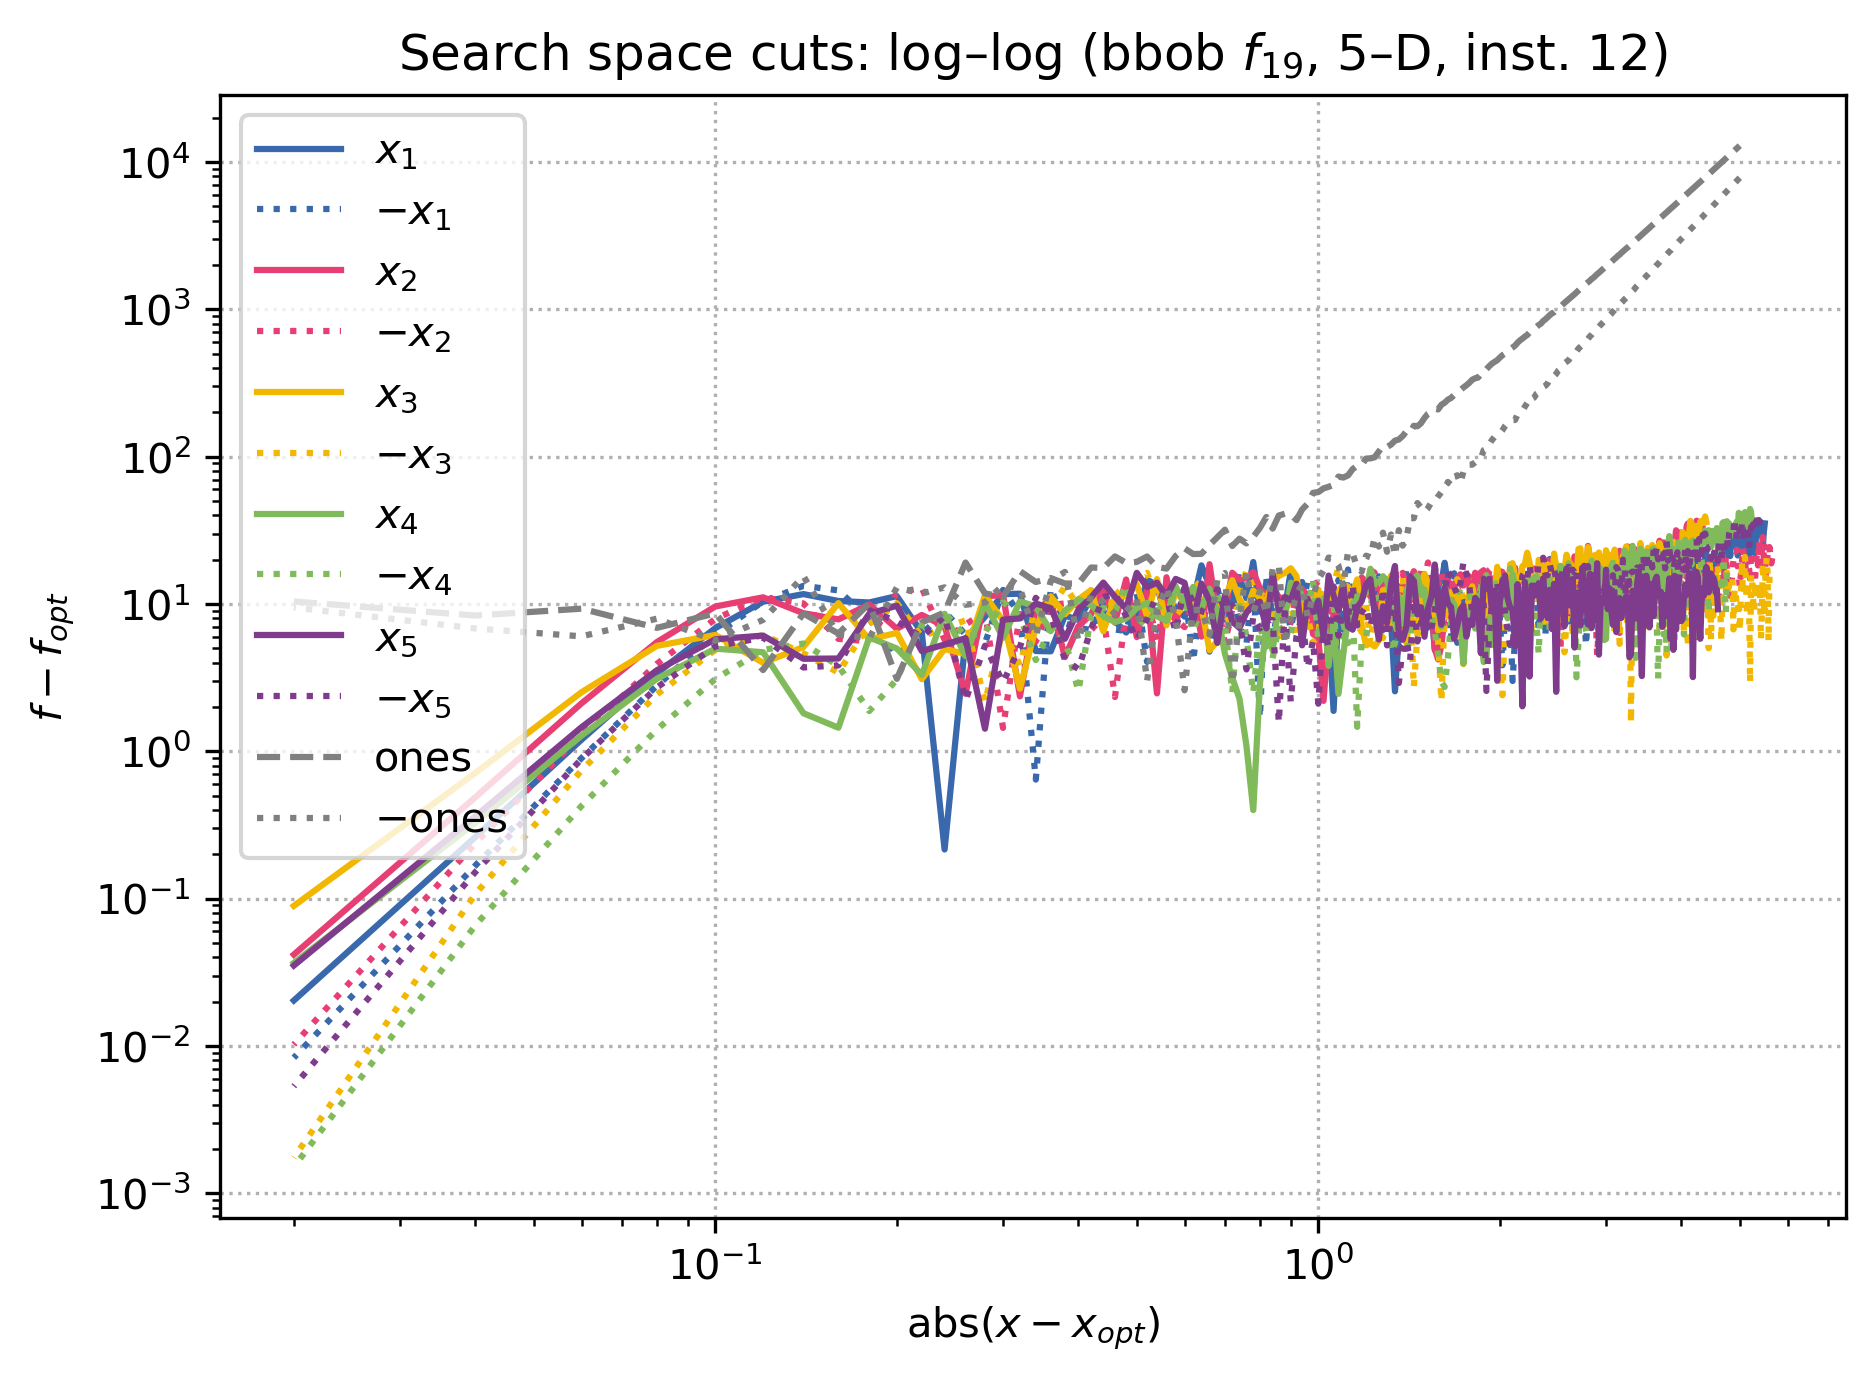 Search space cuts: log–log (bbob $f_{19}$, 5–D, inst. 12)
$x_1$
$-x_1$
$x_2$
$-x_2$
$x_3$
$-x_3$
$x_4$
$-x_4$
$x_5$
$-x_5$
ones
−ones
$f - f_{opt}$
$10^4$
$10^3$
$10^2$
$10^1$
$10^0$
$10^{-1}$
$10^{-2}$
$10^{-3}$
$10^{-1}$
$10^0$
abs($x - x_{opt}$)